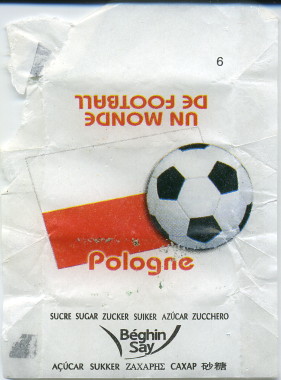 6
UN MONDE
DE FOOTBALL
Pologne
SUCRE SUGAR ZUCKER SUIKER AZÚCAR ZUCCHERO
Béghin
Say
AÇÚCAR SUKKER ΖΑΧΑΡΗΣ CAXAP 砂糖